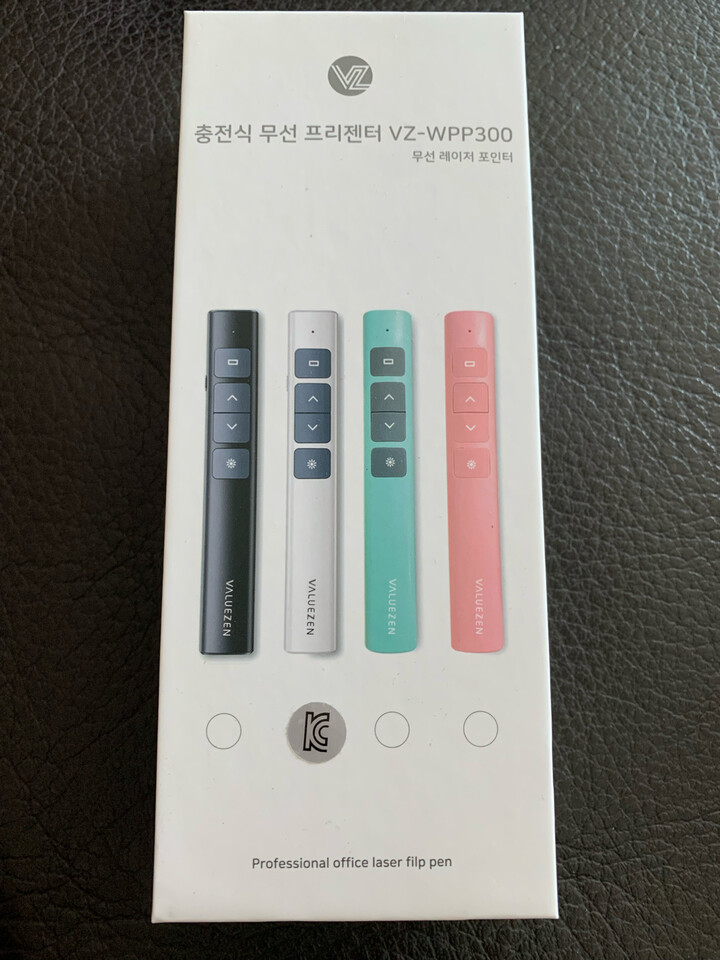 VZ
충전식 무선 프리젠터 VZ-WPP300
무선 레이저 포인터
VALUEZEN
VALUEZEN
VALUEZEN
VALUEZEN
KC
Professional office laser filp pen